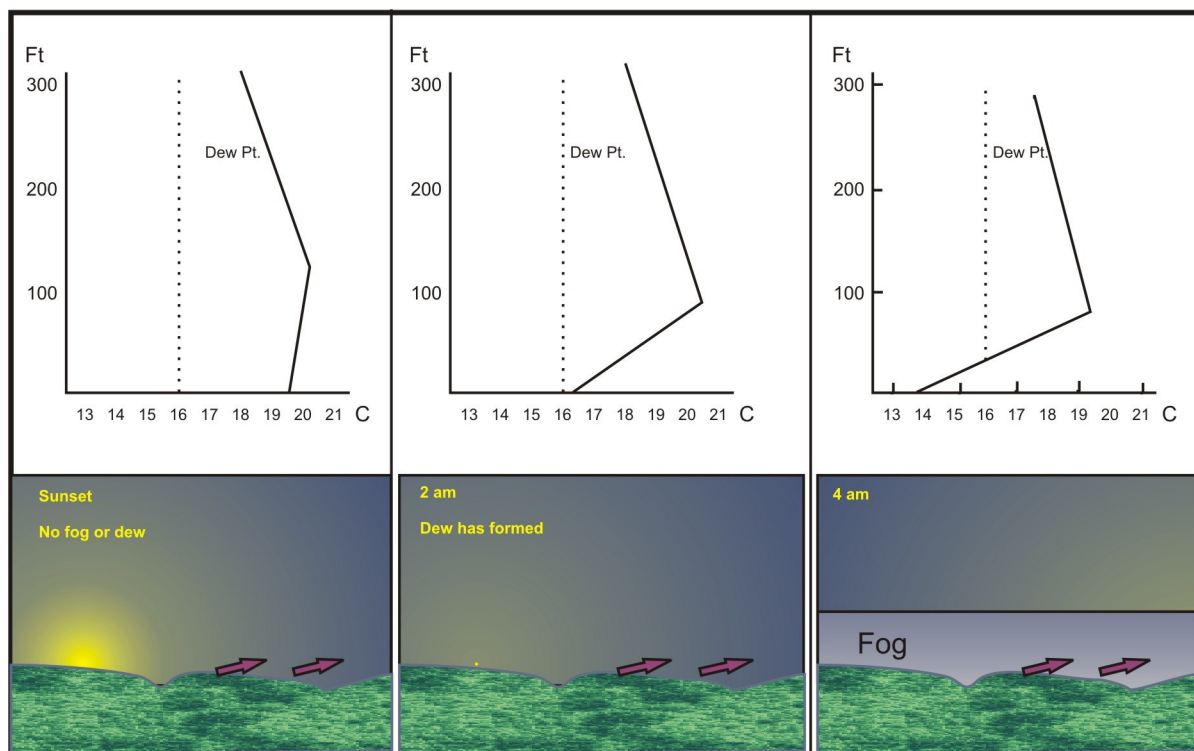 Ft
300
200
100
Dew Pt.
13 14 15 16 17 18 19 20 21 C
Sunset
No fog or dew
Ft
300
200
100
Dew Pt.
13 14 15 16 17 18 19 20 21 C
2 am
Dew has formed
Ft
300
200
100
Dew Pt.
13 14 15 16 17 18 19 20 21 C
4 am
Fog